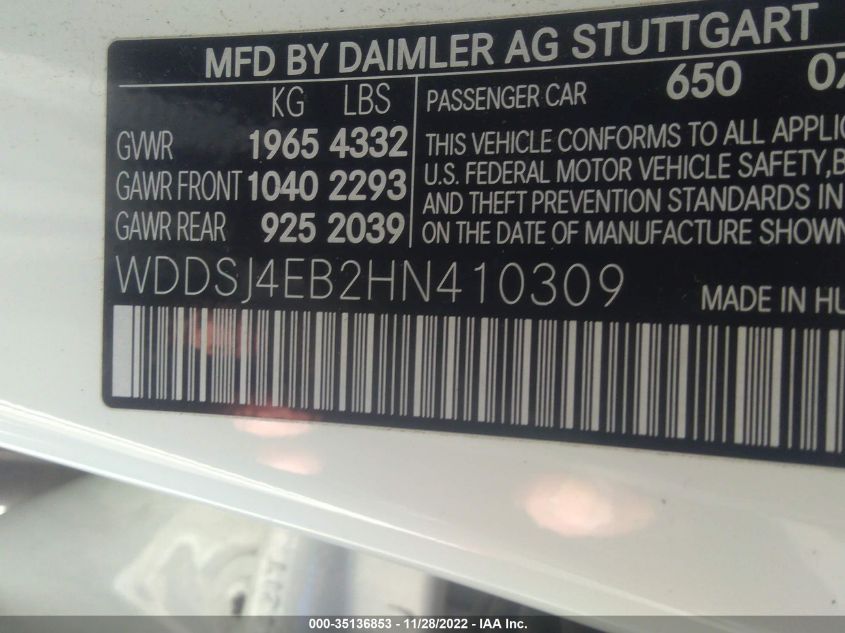 MFD BY DAIMLER AG STUTTGART
KG LBS
GVWR 1965 4332
GAWR FRONT 1040 2293
GAWR REAR 925 2039
PASSENGER CAR 650 07
THIS VEHICLE CONFORMS TO ALL APPLIC
U.S. FEDERAL MOTOR VEHICLE SAFETY, B
AND THEFT PREVENTION STANDARDS IN
ON THE DATE OF MANUFACTURE SHOWN
WDDSJ4EB2HN410309
MADE IN HU
000-35136853 - 11/28/2022 - IAA Inc.